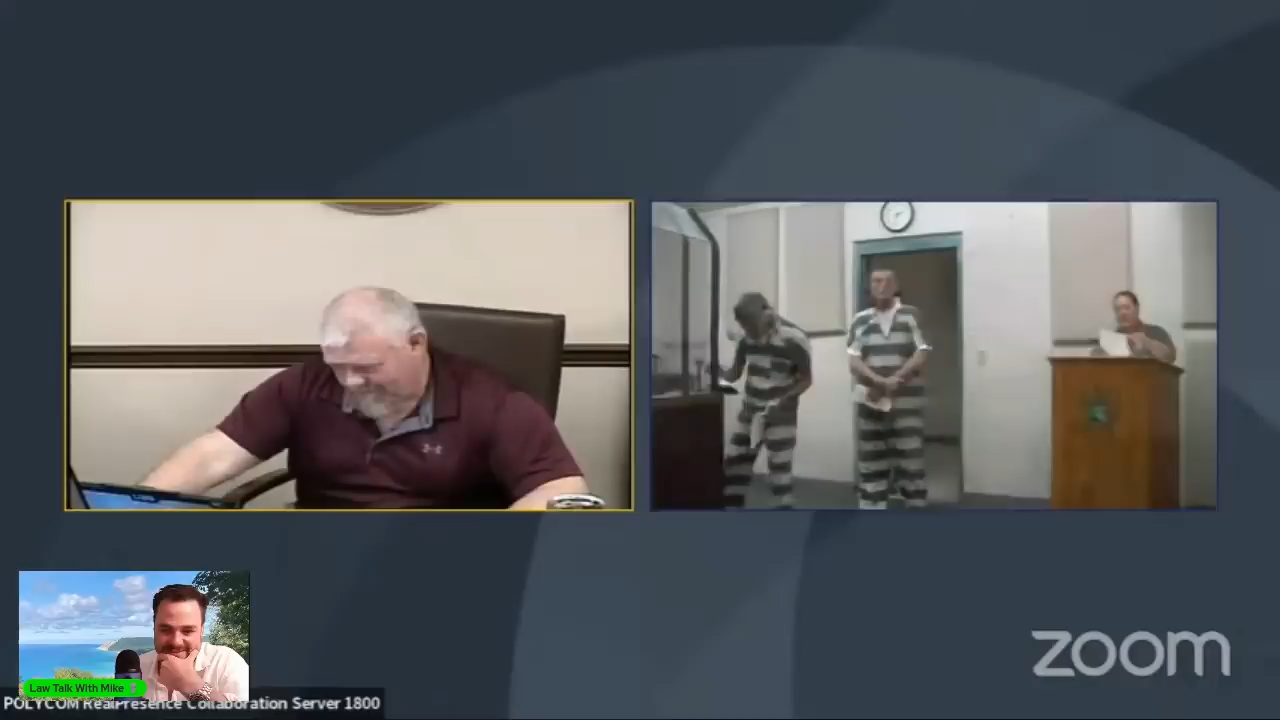 zoom
Law Talk With Mike
POLYCOM RealPresence Collaboration Server 1800